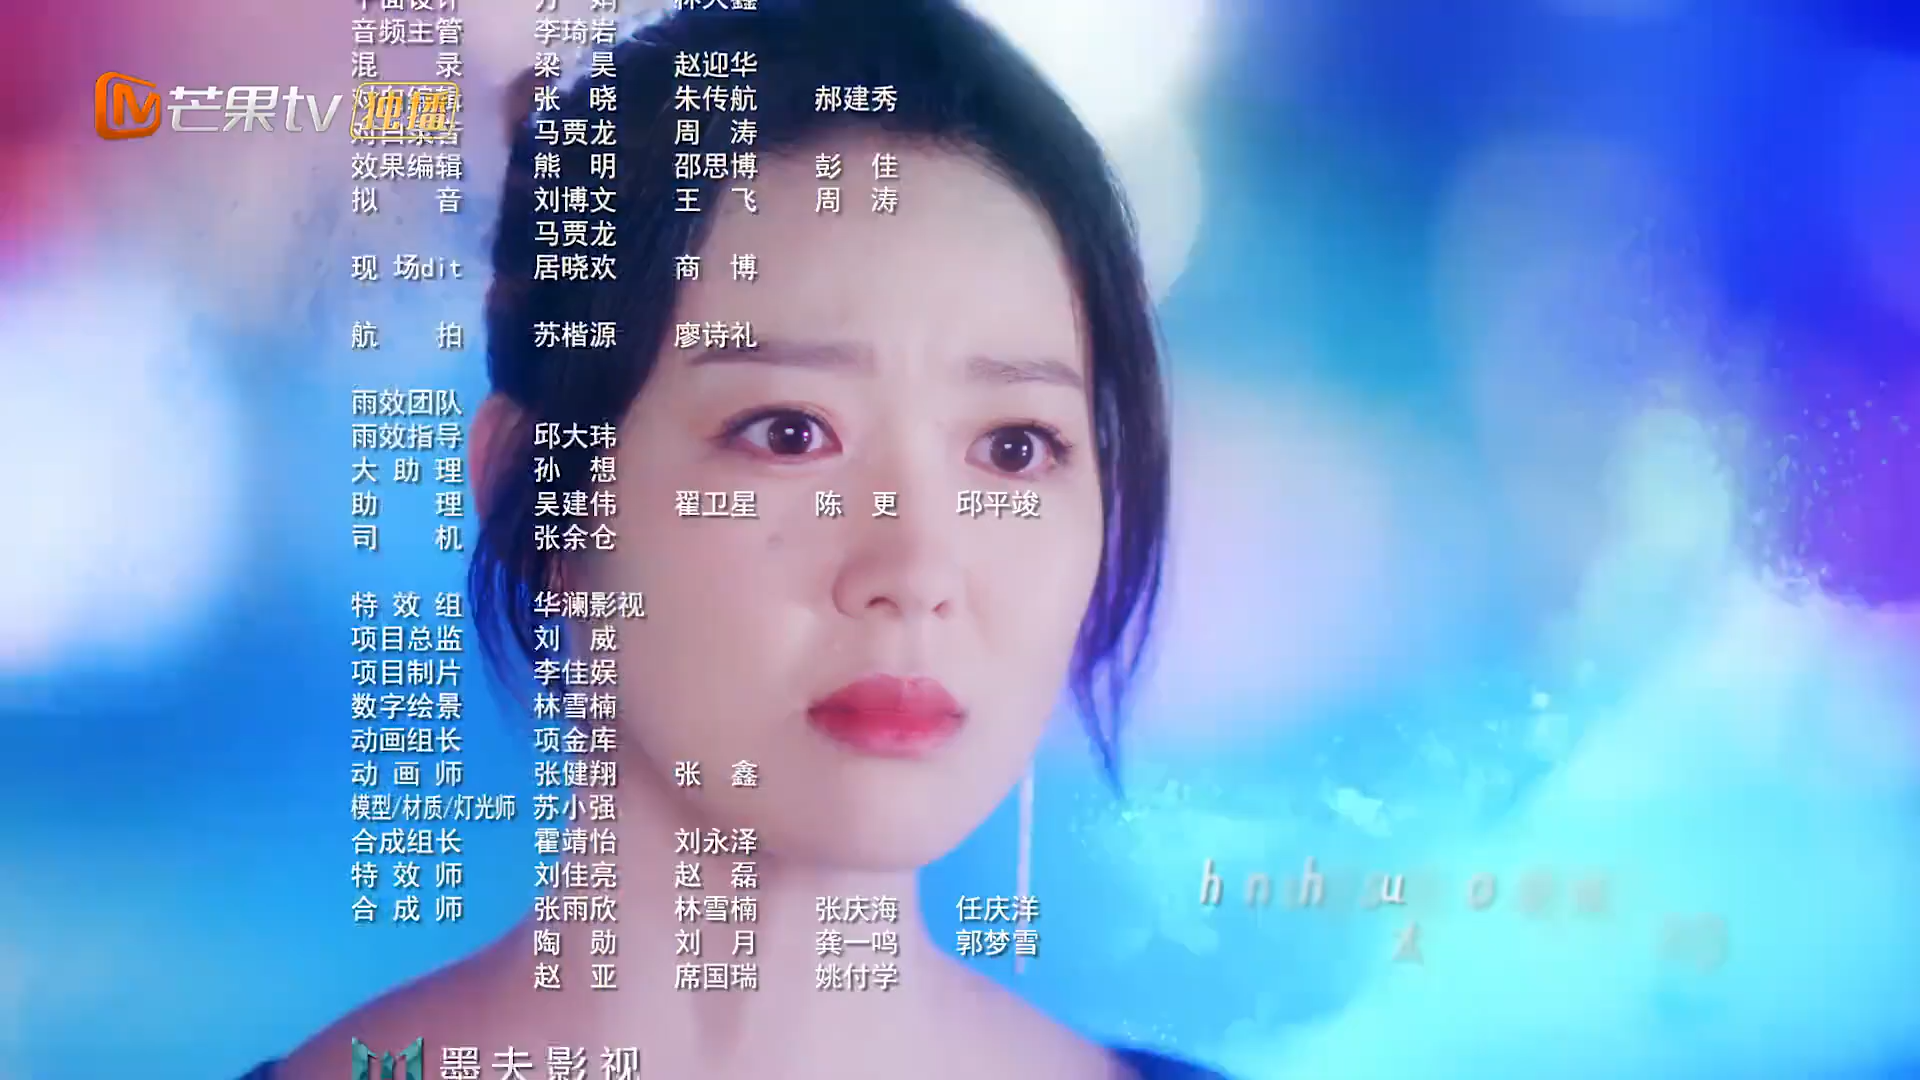 音频主管 李琦岩
混 录 梁 昊 赵迎华
芒果tv 独播
张 晓 朱传航 郝建秀
马贾龙 周 涛
效果编辑 熊 明 邵思博 彭 佳
拟 音 刘博文 王 飞 周 涛
马贾龙
现 场dit 居晓欢 商 博
航 拍 苏楷源 廖诗礼
雨效团队
雨效指导 邱大玮
大 助 理 孙 想
助 理 吴建伟 翟卫星 陈 更 邱平竣
司 机 张余仓
特 效 组 华澜影视
项目总监 刘 威
项目制片 李佳娱
数字绘景 林雪楠
动画组长 项金库
动 画 师 张健翔 张 鑫
模型/材质/灯光师 苏小强
合成组长 霍靖怡 刘永泽
特 效 师 刘佳亮 赵 磊
合 成 师 张雨欣 林雪楠 张庆海 任庆洋
陶 勋 刘 月 龚一鸣 郭梦雪
赵 亚 席国瑞 姚付学
墨夫影视